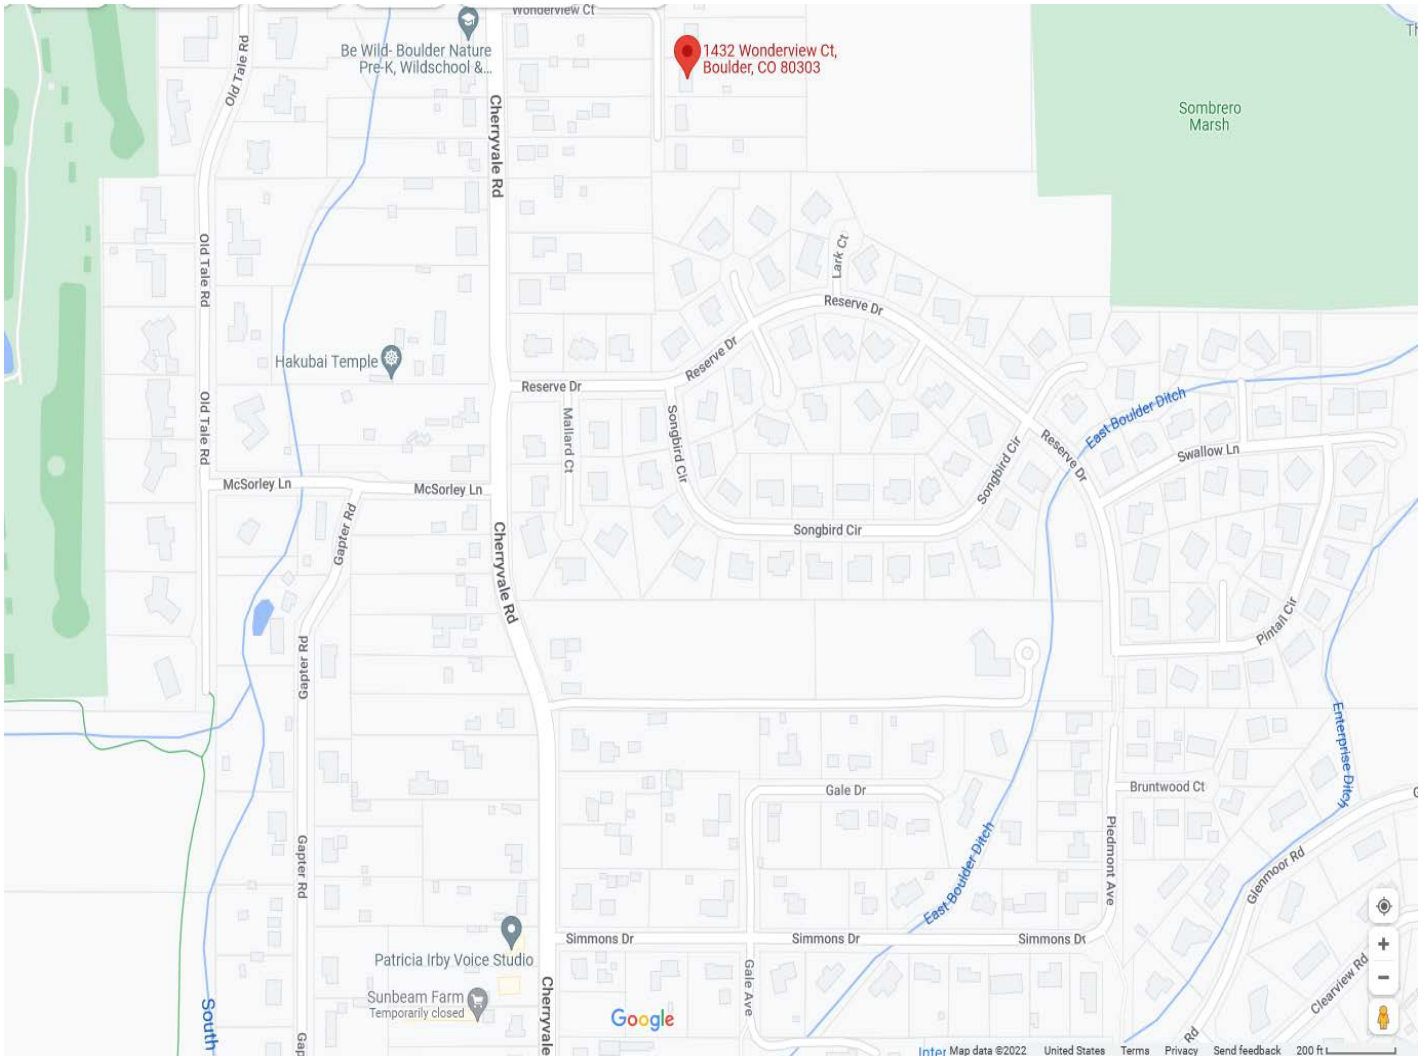 Wonderview Ct
Be Wild- Boulder Nature
Pre-K, Wildschool &...
1432 Wonderview Ct,
Boulder, CO 80303
Old Tale Rd
Cherryvale Rd
Sombrero
Marsh
Old Tale Rd
Lark Ct
Reserve Dr
Hakubai Temple
Reserve Dr
Reserve Dr
Old Tale Rd
Mallard Ct
Songbird Cir
East Boulder Ditch
Songbird Cir
Reserve Dr
Swallow Ln
McSorley Ln
McSorley Ln
Gapter Rd
Songbird Cir
Cherryvale Rd
Gapter Rd
Pintail Cir
Enterprise Ditch
Gale Dr
Bruntwood Ct
Piedmont Ave
Gapter Rd
East Boulder Ditch
Glenmoor Rd
Simmons Dr
Simmons Dr
Simmons Dr
Patricia Irby Voice Studio
Gale Ave
Clearview Rd
Sunbeam Farm
Temporarily closed
South
Cherryvale
Google
Rd
Map data ©2022 United States Terms Privacy Send feedback 200 ft